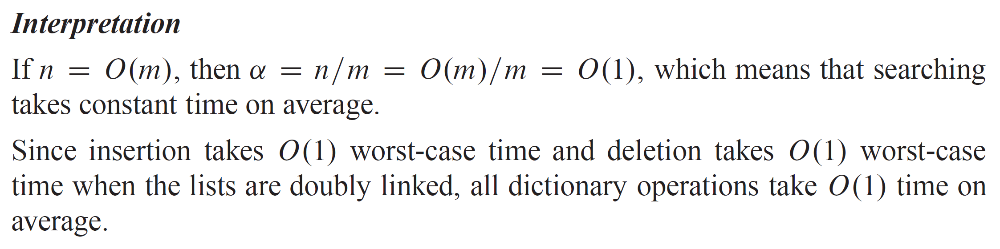 Interpretation
If n = O(m), then α = n/m = O(m)/m = O(1), which means that searching
takes constant time on average.
Since insertion takes O(1) worst-case time and deletion takes O(1) worst-case
time when the lists are doubly linked, all dictionary operations take O(1) time on
average.